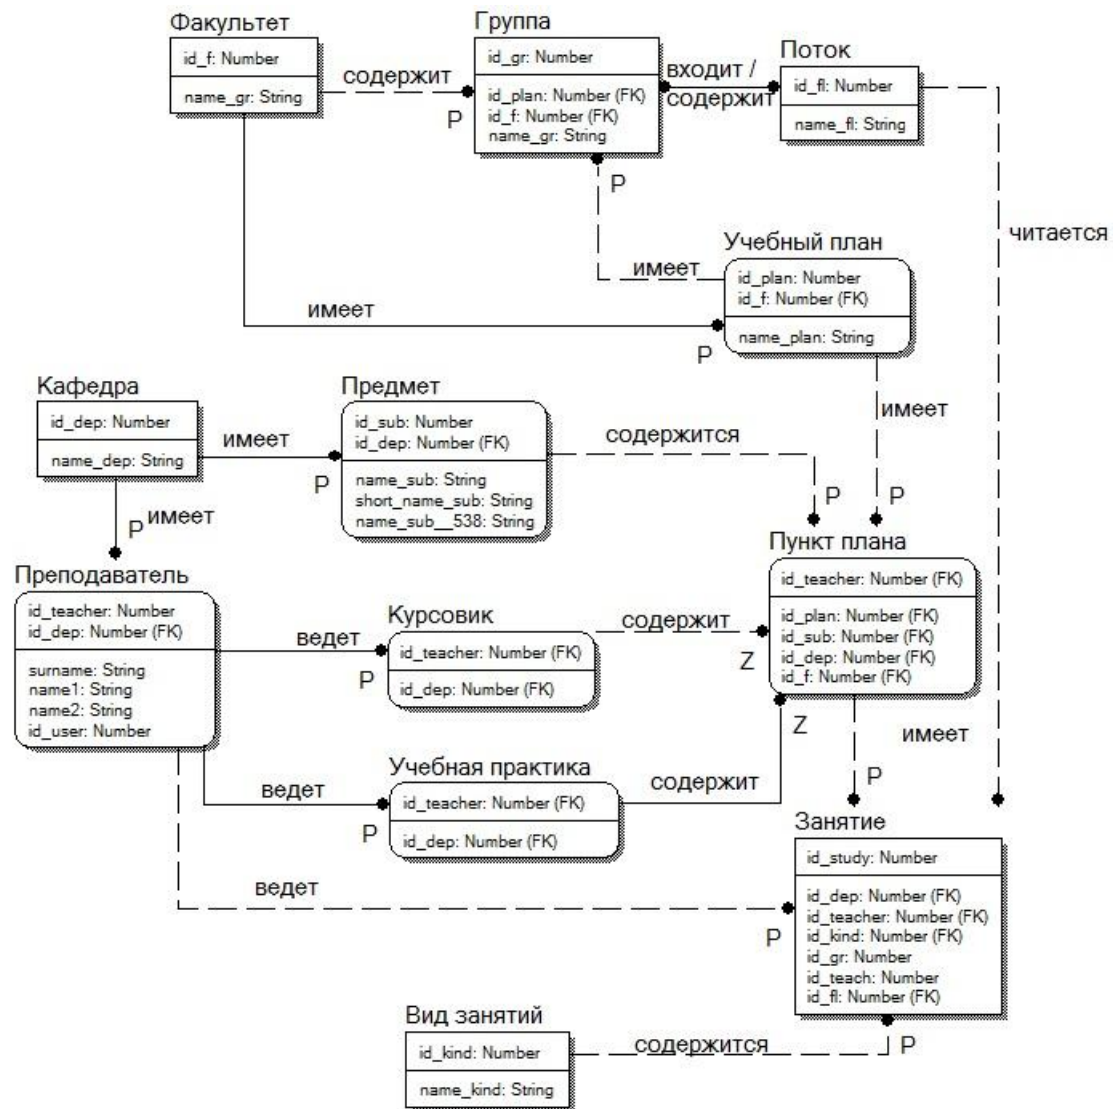 Факультет
id_f: Number
name_gr: String
содержит
P
Группа
id_gr: Number
id_plan: Number (FK)
id_f: Number (FK)
name_gr: String
входит /
содержит
Поток
id_fl: Number
name_fl: String
P
читается
имеет
Учебный план
id_plan: Number
id_f: Number (FK)
name_plan: String
имеет
P
Кафедра
id_dep: Number
name_dep: String
имеет
P
Предмет
id_sub: Number
id_dep: Number (FK)
name_sub: String
short_name_sub: String
name_sub__538: String
содержится
P
имеет
P
P
имеет
Пункт плана
id_teacher: Number (FK)
id_plan: Number (FK)
id_sub: Number (FK)
id_dep: Number (FK)
id_f: Number (FK)
Преподаватель
id_teacher: Number
id_dep: Number (FK)
surname: String
name1: String
name2: String
id_user: Number
ведет
P
Курсовик
id_teacher: Number (FK)
id_dep: Number (FK)
содержит
Z
Z
имеет
P
ведет
P
Учебная практика
id_teacher: Number (FK)
id_dep: Number (FK)
содержит
Занятие
id_study: Number
id_dep: Number (FK)
id_teacher: Number (FK)
id_kind: Number (FK)
id_gr: Number
id_teach: Number
id_fl: Number (FK)
ведет
P
Вид занятий
id_kind: Number
name_kind: String
содержится
P